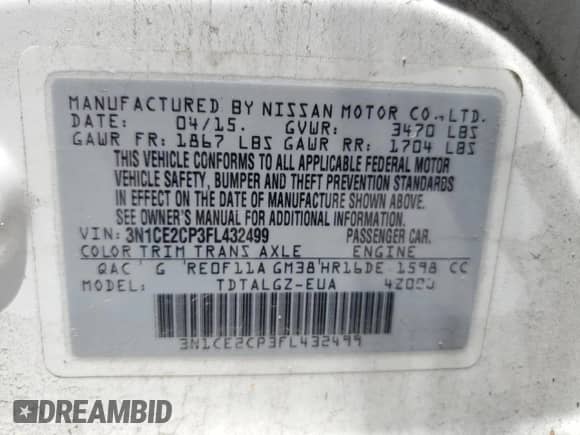 MANUFACTURED BY NISSAN MOTOR CO.,LTD.
DATE: 04/15. GVWR: 3470 LBS
GAWR FR: 1867 LBS GAWR RR: 1704 LBS
THIS VEHICLE CONFORMS TO ALL APPLICABLE FEDERAL MOTOR
VEHICLE SAFETY, BUMPER AND THEFT PREVENTION STANDARDS
IN EFFECT ON THE DATE OF MANUFACTURE SHOWN ABOVE.
SEE OWNER'S MANUAL FOR ADDITIONAL INFORMATION.
VIN: 3N1CE2CP3FL432499 PASSENGER CAR.
COLOR TRIM TRANS AXLE ENGINE
QAC G RE0F11A GM38 HR16DE 1598 CC
MODEL: TDTALGZ-EUA
3N1CE2CP3FL432499
DREAMBID